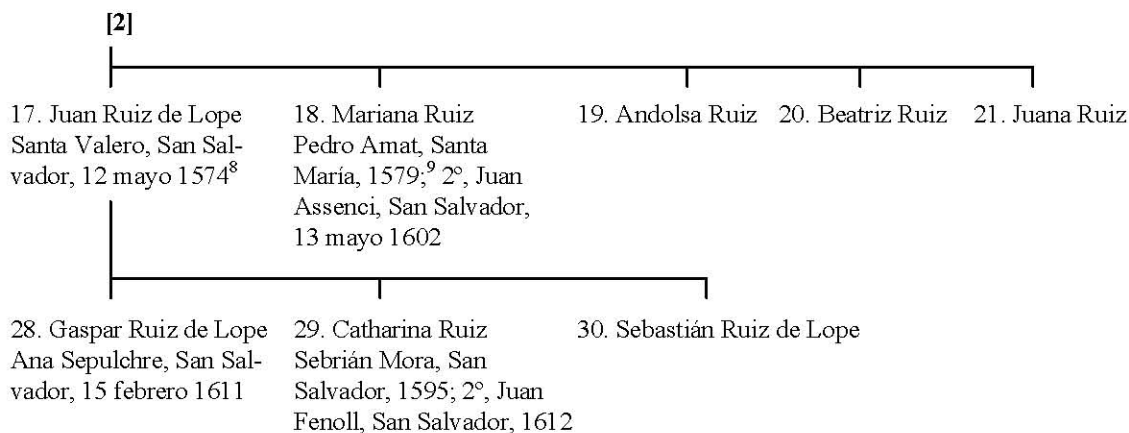 [2]
17. Juan Ruiz de Lope
Santa Valero, San Sal-
vador, 12 mayo 1574⁸
18. Mariana Ruiz
Pedro Amat, Santa
María, 1579;⁹ 2º, Juan
Assenci, San Salvador,
13 mayo 1602
19. Andolsa Ruiz
20. Beatriz Ruiz
21. Juana Ruiz
28. Gaspar Ruiz de Lope
Ana Sepulchre, San Sal-
vador, 15 febrero 1611
29. Catharina Ruiz
Sebrián Mora, San
Salvador, 1595; 2º, Juan
Fenoll, San Salvador, 1612
30. Sebastián Ruiz de Lope